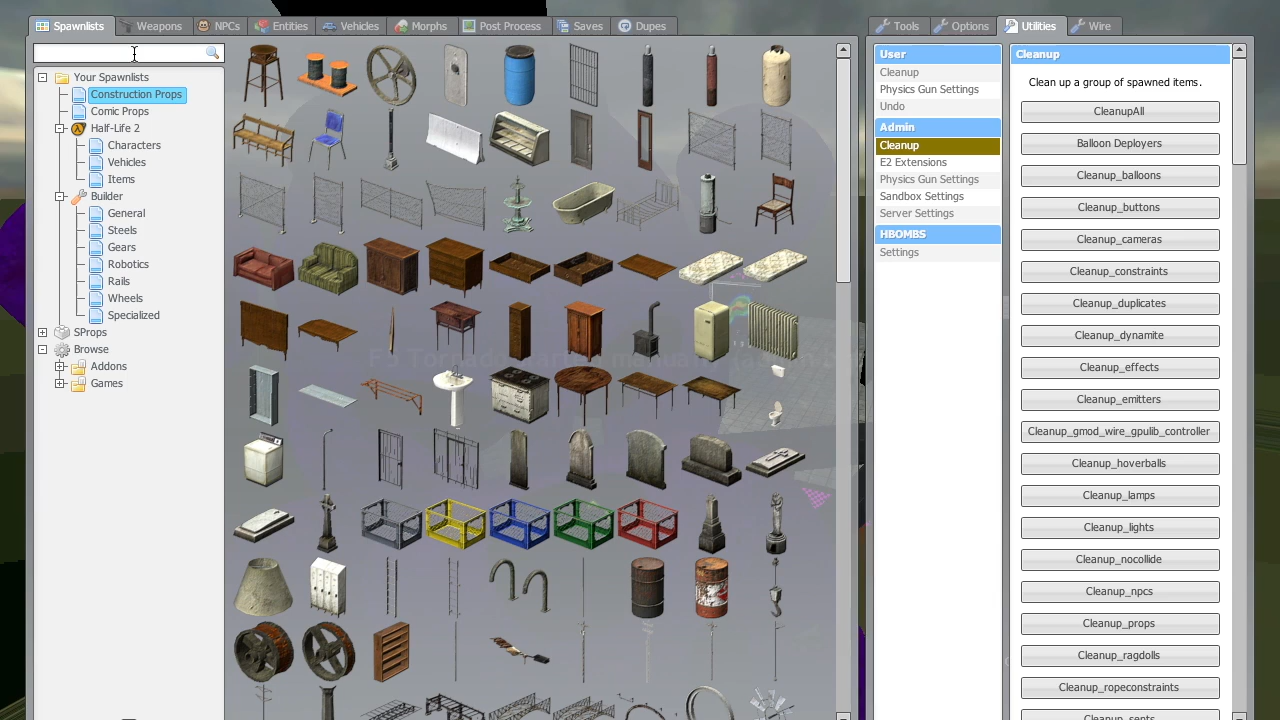 Spawnlists Weapons NPCs Entities Vehicles Morphs Post Process Saves Dupes
Tools Options Utilities Wire
Your Spawnlists
Construction Props
Comic Props
Half-Life 2
Characters
Vehicles
Items
Builder
General
Steels
Gears
Robotics
Rails
Wheels
Specialized
SProps
Browse
Addons
Games
User
Cleanup
Physics Gun Settings
Undo
Admin
Cleanup
E2 Extensions
Physics Gun Settings
Sandbox Settings
Server Settings
HBOMBS
Settings
Cleanup
Clean up a group of spawned items.
CleanupAll
Balloon Deployers
Cleanup_balloons
Cleanup_buttons
Cleanup_cameras
Cleanup_constraints
Cleanup_duplicates
Cleanup_dynamite
Cleanup_effects
Cleanup_emitters
Cleanup_gmod_wire_gpulib_controller
Cleanup_hoverballs
Cleanup_lamps
Cleanup_lights
Cleanup_nocollide
Cleanup_npcs
Cleanup_props
Cleanup_ragdolls
Cleanup_ropeconstraints
Cleanup_sents